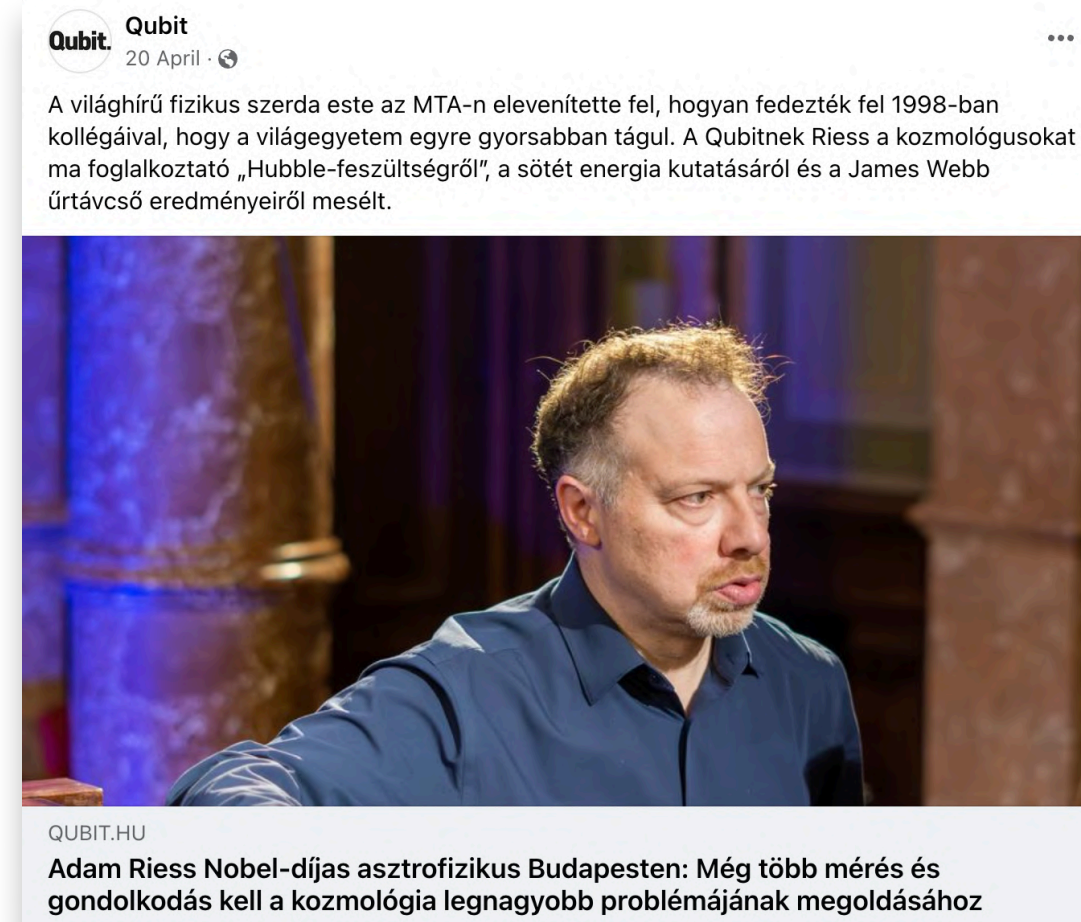 Qubit.
Qubit
20 April ·
A világhírű fizikus szerda este az MTA-n elevenítette fel, hogyan fedezték fel 1998-ban
kollégáival, hogy a világegyetem egyre gyorsabban tágul. A Qubitnek Riess a kozmológusokat
ma foglalkoztató „Hubble-feszültségről”, a sötét energia kutatásáról és a James Webb
űrtávcső eredményeiről mesélt.
QUBIT.HU
Adam Riess Nobel-díjas asztrofizikus Budapesten: Még több mérés és
gondolkodás kell a kozmológia legnagyobb problémájának megoldásához